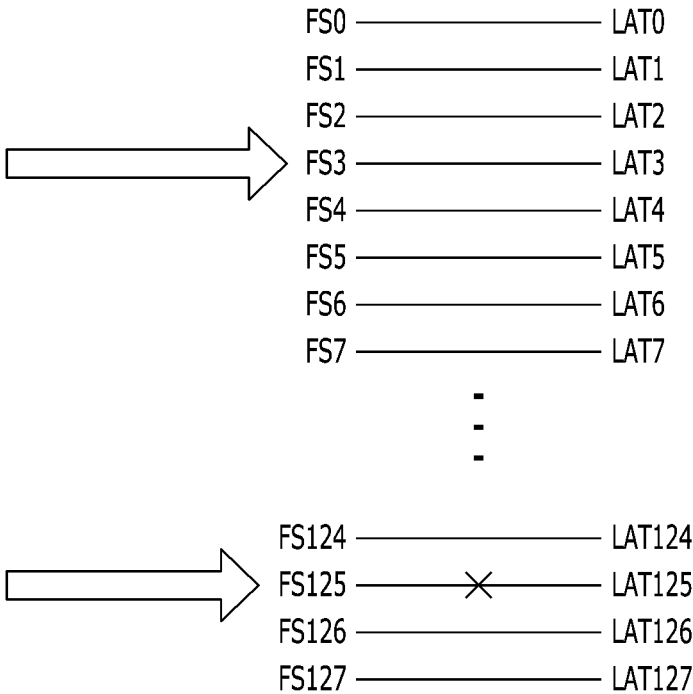 FS0 LAT0
FS1 LAT1
FS2 LAT2
FS3 LAT3
FS4 LAT4
FS5 LAT5
FS6 LAT6
FS7 LAT7
FS124 LAT124
FS125 LAT125
FS126 LAT126
FS127 LAT127